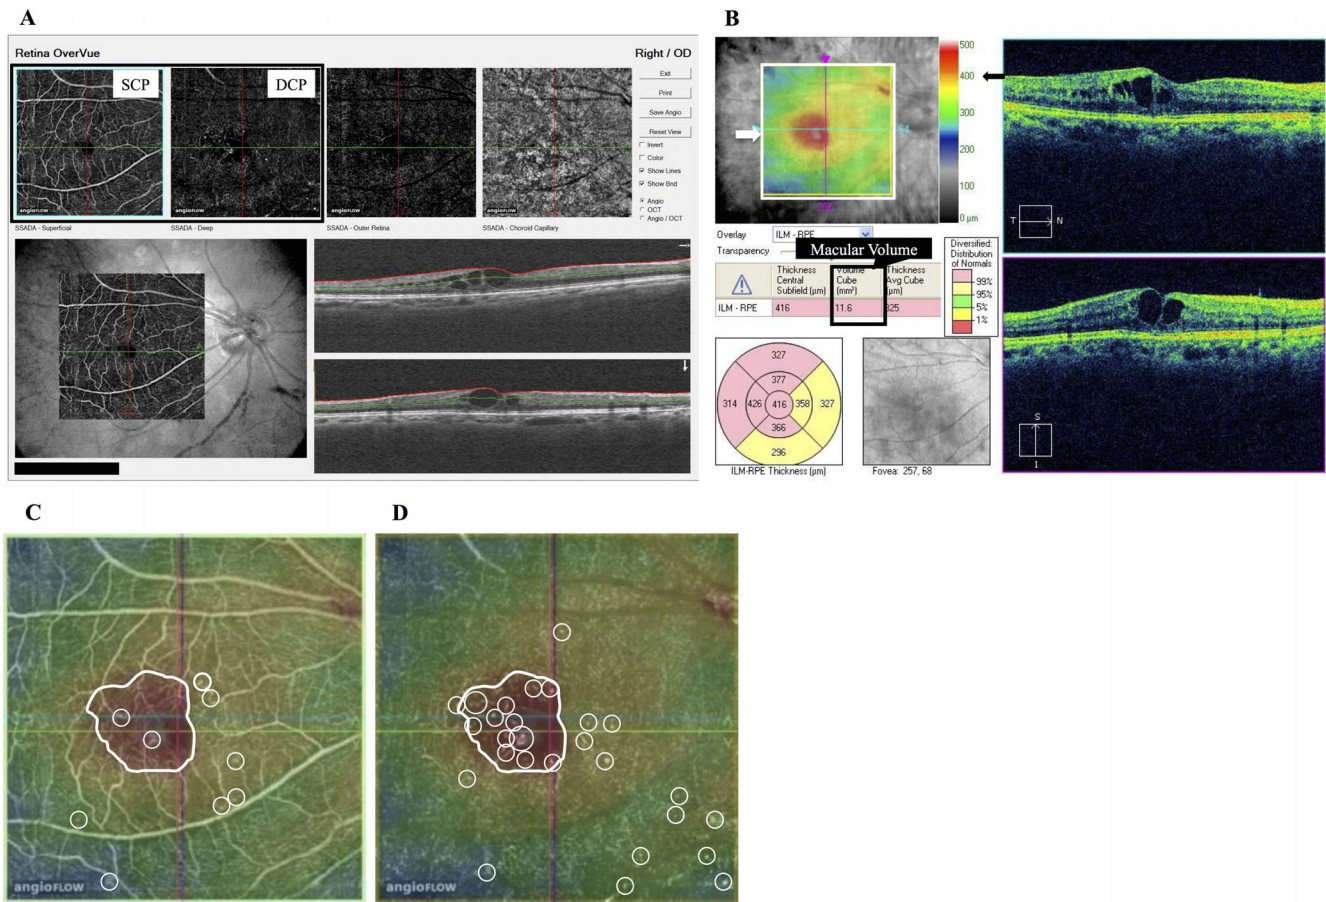 A
Retina OverVue
Right / OD
SCP
DCP
angioFLOW
angioFLOW
angioFLOW
angioFLOW
Exit
Print
Save Angio
Reset View
Invert
Color
Show Lines
Show Bnd
Angio
OCT
Angio / OCT
SSADA - Superficial
SSADA - Deep
SSADA - Outer Retina
SSADA - Choroid Capillary
B
500
400
300
200
100
0 µm
Overlay
ILM - RPE
Transparency
Macular Volume
Thickness Central Subfield (µm)
Volume Cube (mm³)
Thickness Avg Cube (µm)
ILM - RPE
416
11.6
325
Diversified:
Distribution
of Normals
99%
95%
5%
1%
327
377
314
426
416
358
327
366
296
ILM-RPE Thickness (µm)
Fovea: 257, 68
T
N
S
I
C
angioFLOW
D
angioFLOW